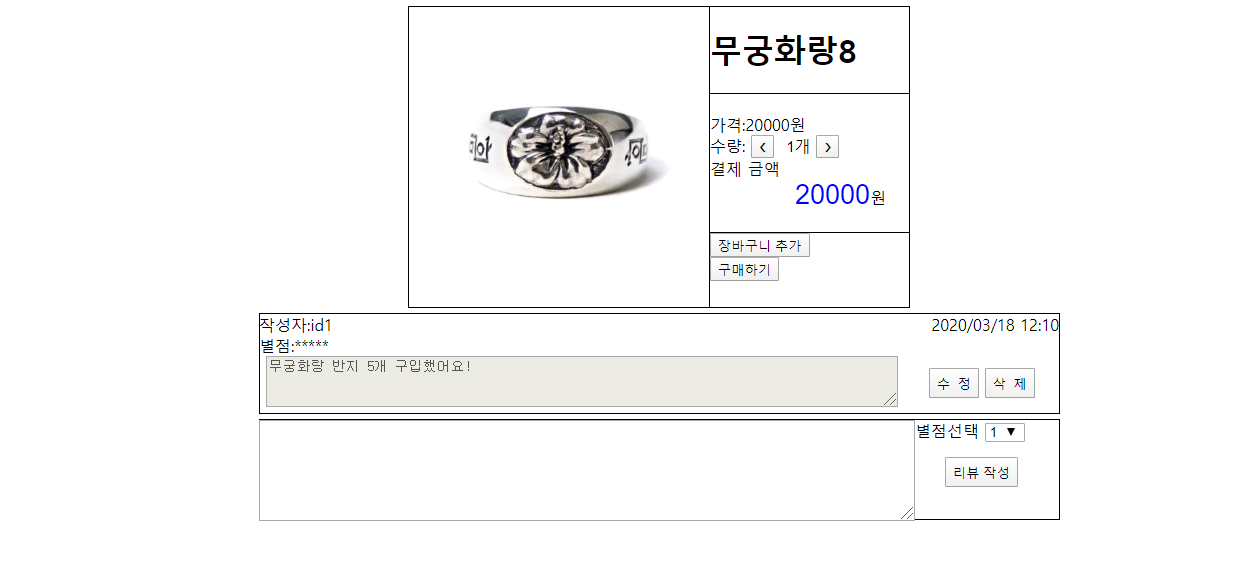 무궁화랑8
가격:20000원
수량: < 1개 >
결제 금액
20000원
장바구니 추가
구매하기
작성자:id1 2020/03/18 12:10
별점:*****
무궁화랑 반지 5개 구입했어요!
수 정 삭 제
별점선택 1 ▼
리뷰 작성